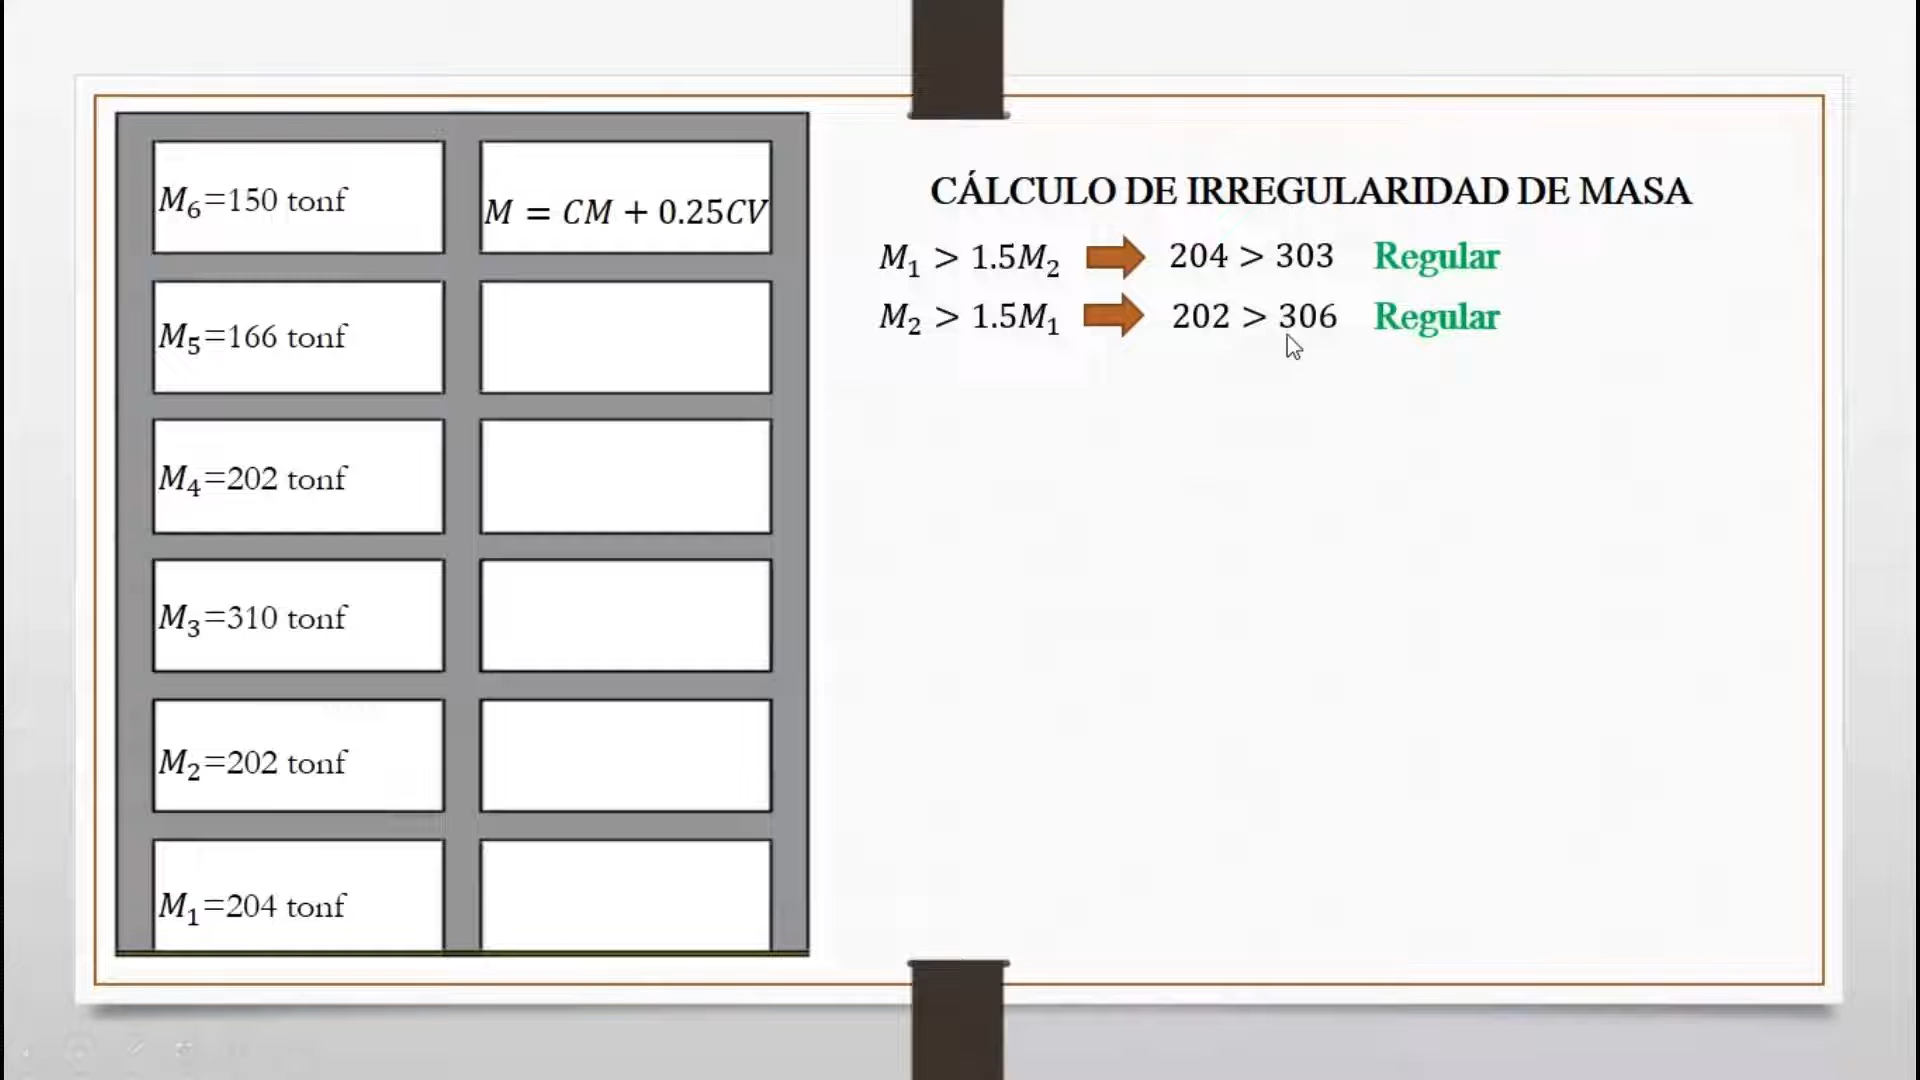 M₆=150 tonf
M = CM + 0.25CV
M₅=166 tonf
M₄=202 tonf
M₃=310 tonf
M₂=202 tonf
M₁=204 tonf
CÁLCULO DE IRREGULARIDAD DE MASA
M₁ > 1.5M₂ 204 > 303 Regular
M₂ > 1.5M₁ 202 > 306 Regular